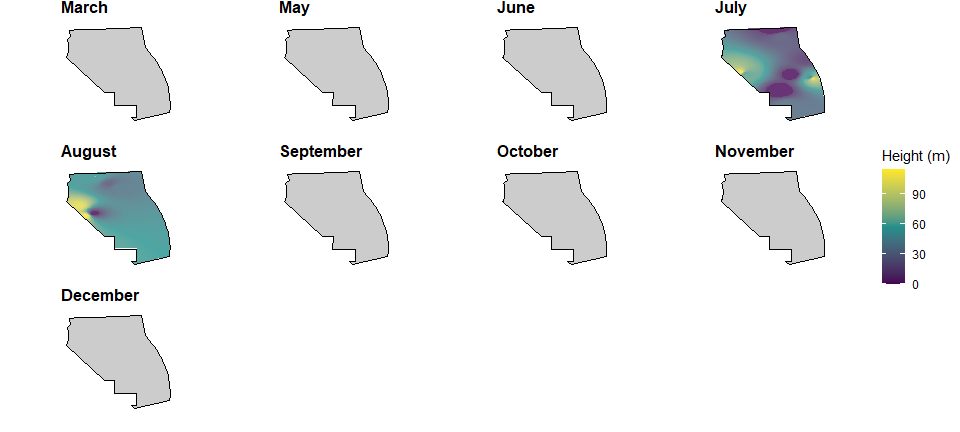 March
May
June
July
August
September
October
November
Height (m)
90
60
30
0
December